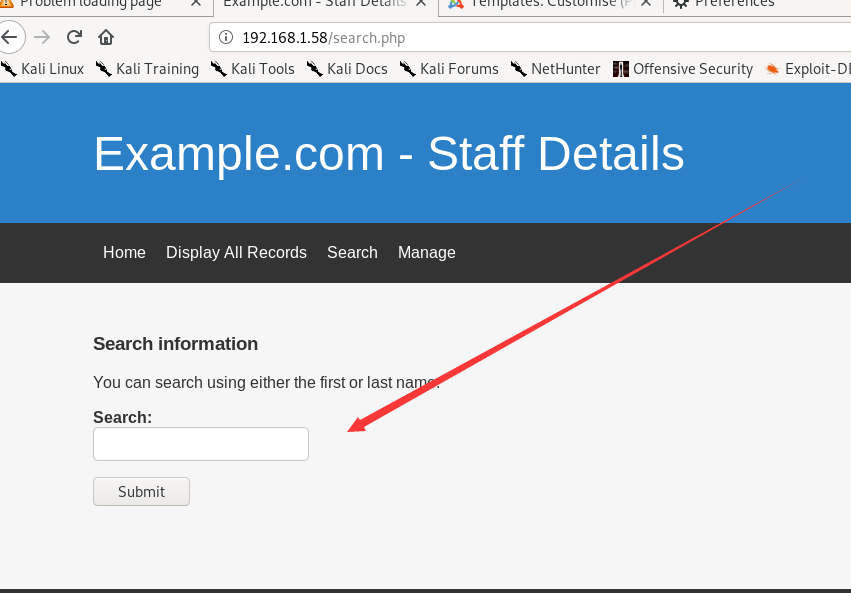 Problem loading page
Example.com - Staff Details
Templates: Customise (P
Preferences
192.168.1.58/search.php
Kali Linux Kali Training Kali Tools Kali Docs Kali Forums NetHunter Offensive Security Exploit-D
Example.com - Staff Details
Home Display All Records Search Manage
Search information
You can search using either the first or last name.
Search:
Submit